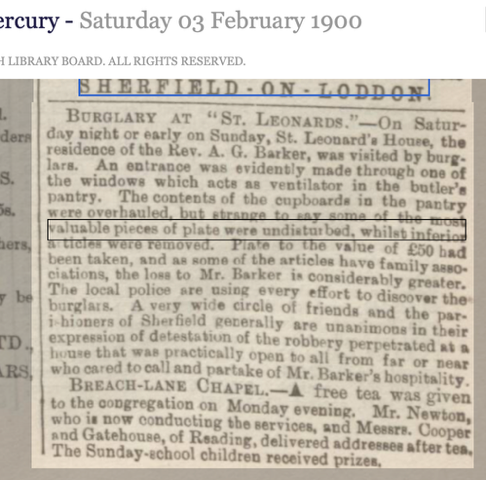 ercury - Saturday 03 February 1900
H LIBRARY BOARD. ALL RIGHTS RESERVED.
SHERFIELD-ON-LODDON.
BURGLARY AT "ST. LEONARDS."—On Satur-
day night or early on Sunday, St. Leonard's House, the
residence of the Rev. A. G. Barker, was visited by burg-
lars. An entrance was evidently made through one of
the windows which acts as ventilator in the butler's
pantry. The contents of the cupboards in the pantry
were overhauled, but strange to say some of the most
valuable pieces of plate were undisturbed, whilst inferior
articles were removed. Plate to the value of £50 had
been taken, and as some of the articles have family asso-
ciations, the loss to Mr. Barker is considerably greater.
The local police are using every effort to discover the
burglars. A very wide circle of friends and the par-
ishioners of Sherfield generally are unanimous in their
expression of detestation of the robbery perpetrated at a
house that was practically open to all from far or near
who cared to call and partake of Mr. Barker's hospitality.
BREACH-LANE CHAPEL.—A free tea was given
to the congregation on Monday evening. Mr. Newton,
who is now conducting the services, and Messrs. Cooper
and Gatehouse, of Reading, delivered addresses after tea.
The Sunday-school children received prizes.